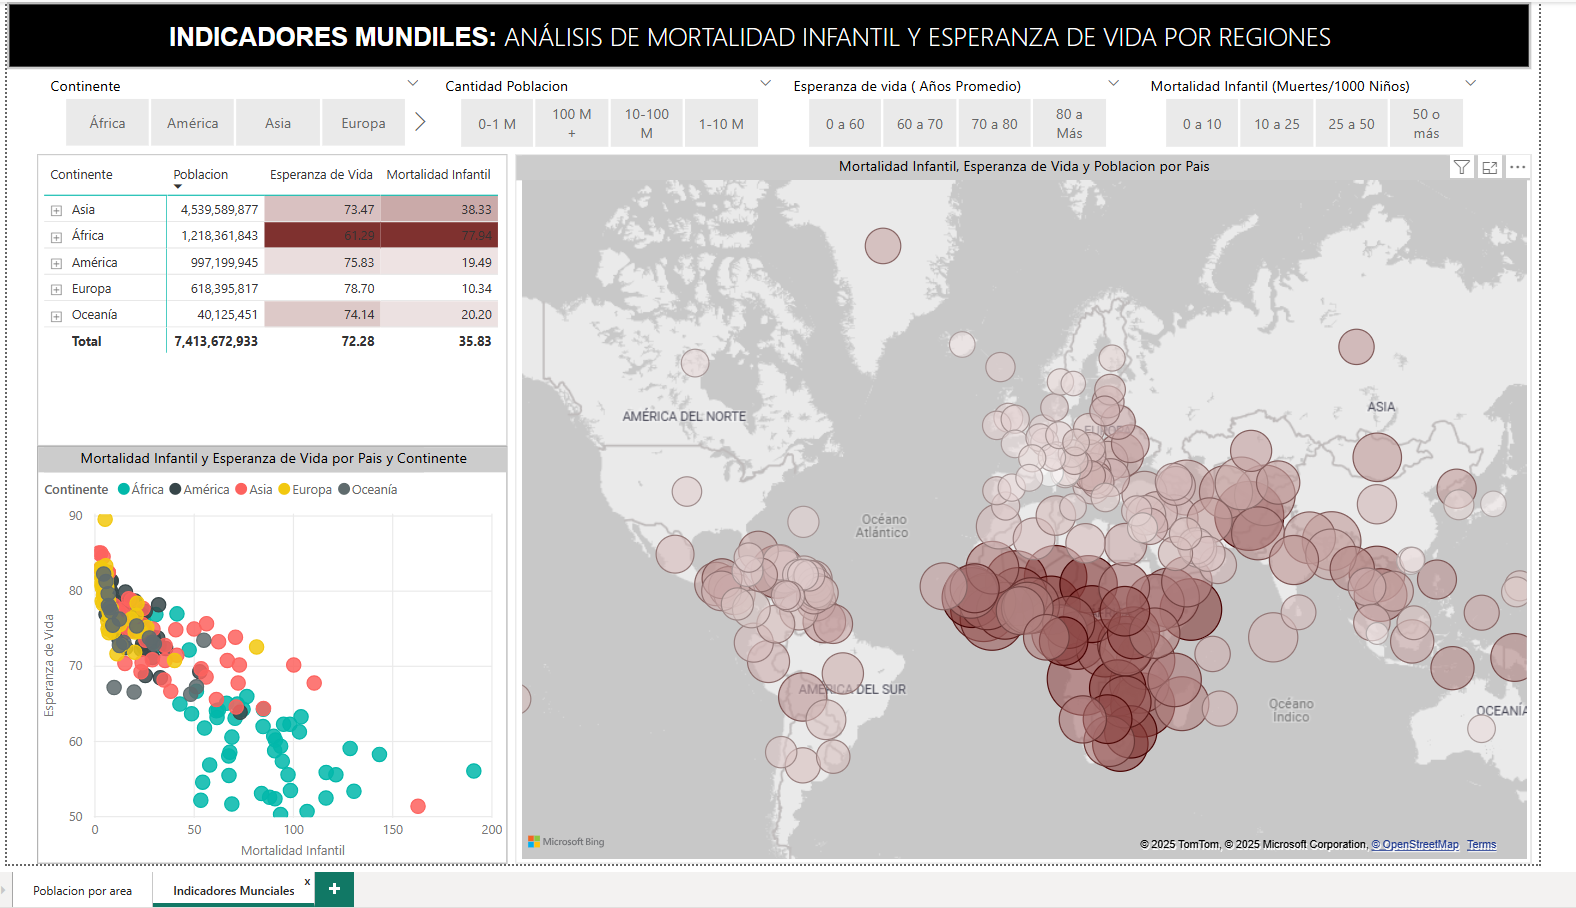 INDICADORES MUNDILES: ANÁLISIS DE MORTALIDAD INFANTIL Y ESPERANZA DE VIDA POR REGIONES
Continente
África América Asia Europa
Cantidad Poblacion
0-1 M
100 M
+
10-100
M
1-10 M
Esperanza de vida ( Años Promedio)
0 a 60
60 a 70
70 a 80
80 a
Más
Mortalidad Infantil (Muertes/1000 Niños)
0 a 10
10 a 25
25 a 50
50 o
más
Continente Poblacion Esperanza de Vida Mortalidad Infantil
Asia 4,539,589,877 73.47 38.33
África 1,218,361,843 61.29 77.94
América 997,199,945 75.83 19.49
Europa 618,395,817 78.70 10.34
Oceanía 40,125,451 74.14 20.20
Total 7,413,672,933 72.28 35.83
Mortalidad Infantil y Esperanza de Vida por Pais y Continente
Continente África América Asia Europa Oceanía
Esperanza de Vida
90
80
70
60
50
0 50 100 150 200
Mortalidad Infantil
Mortalidad Infantil, Esperanza de Vida y Poblacion por Pais
AMÉRICA DEL NORTE
EUROPA
ASIA
Océano
Atlántico
AMÉRICA DEL SUR
Océano
Índico
OCEANÍA
Microsoft Bing
© 2025 TomTom, © 2025 Microsoft Corporation, © OpenStreetMap Terms
Poblacion por area
Indicadores Munciales x
+